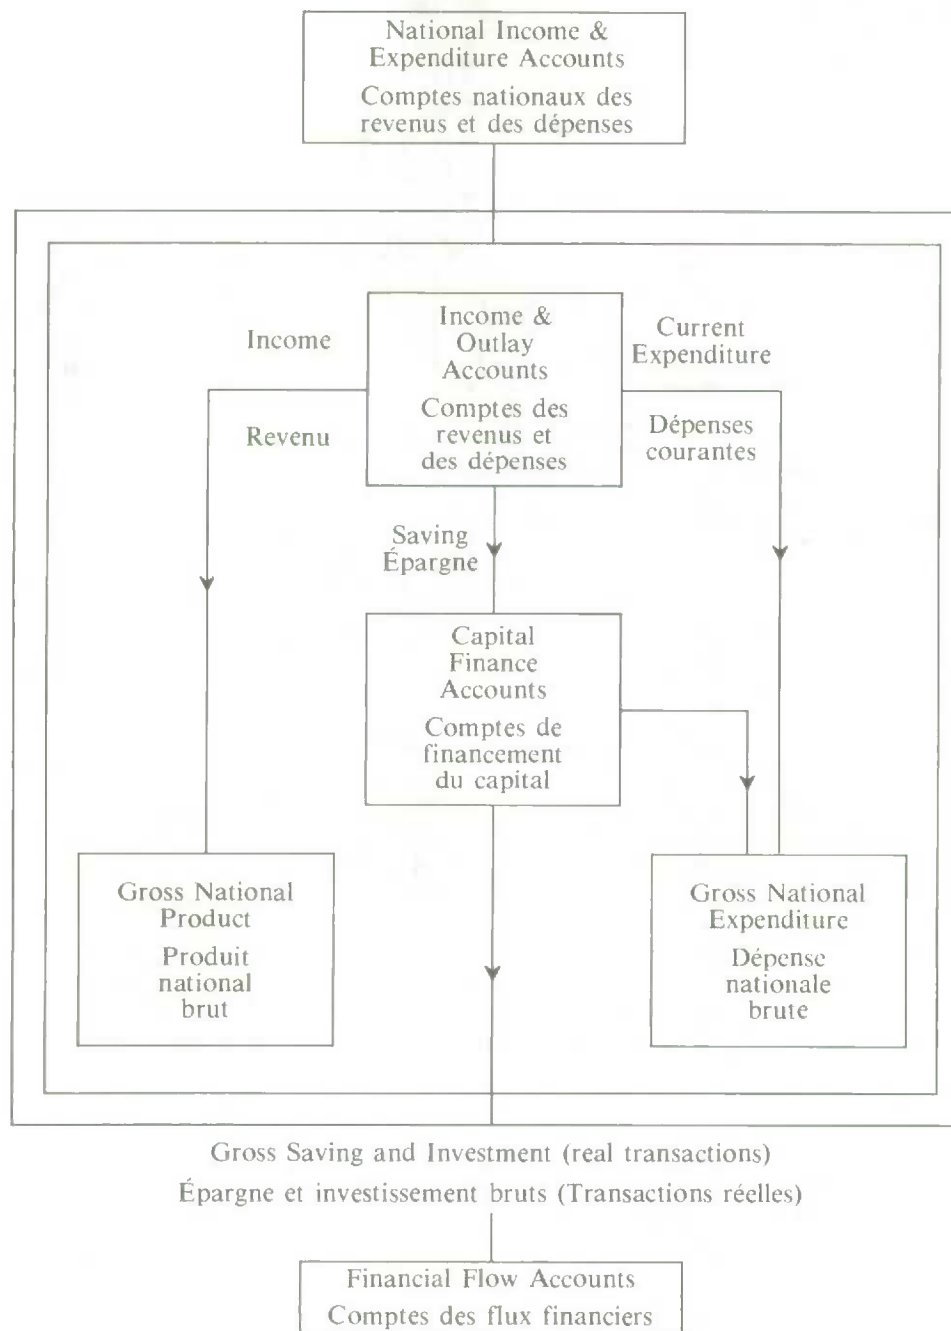 National Income &
Expenditure Accounts
Comptes nationaux des
revenus et des dépenses
Income
Revenu
Income &
Outlay
Accounts
Comptes des
revenus et
des dépenses
Current
Expenditure
Dépenses
courantes
Saving
Épargne
Capital
Finance
Accounts
Comptes de
financement
du capital
Gross National
Product
Produit
national
brut
Gross National
Expenditure
Dépense
nationale
brute
Gross Saving and Investment (real transactions)
Épargne et investissement bruts (Transactions réelles)
Financial Flow Accounts
Comptes des flux financiers